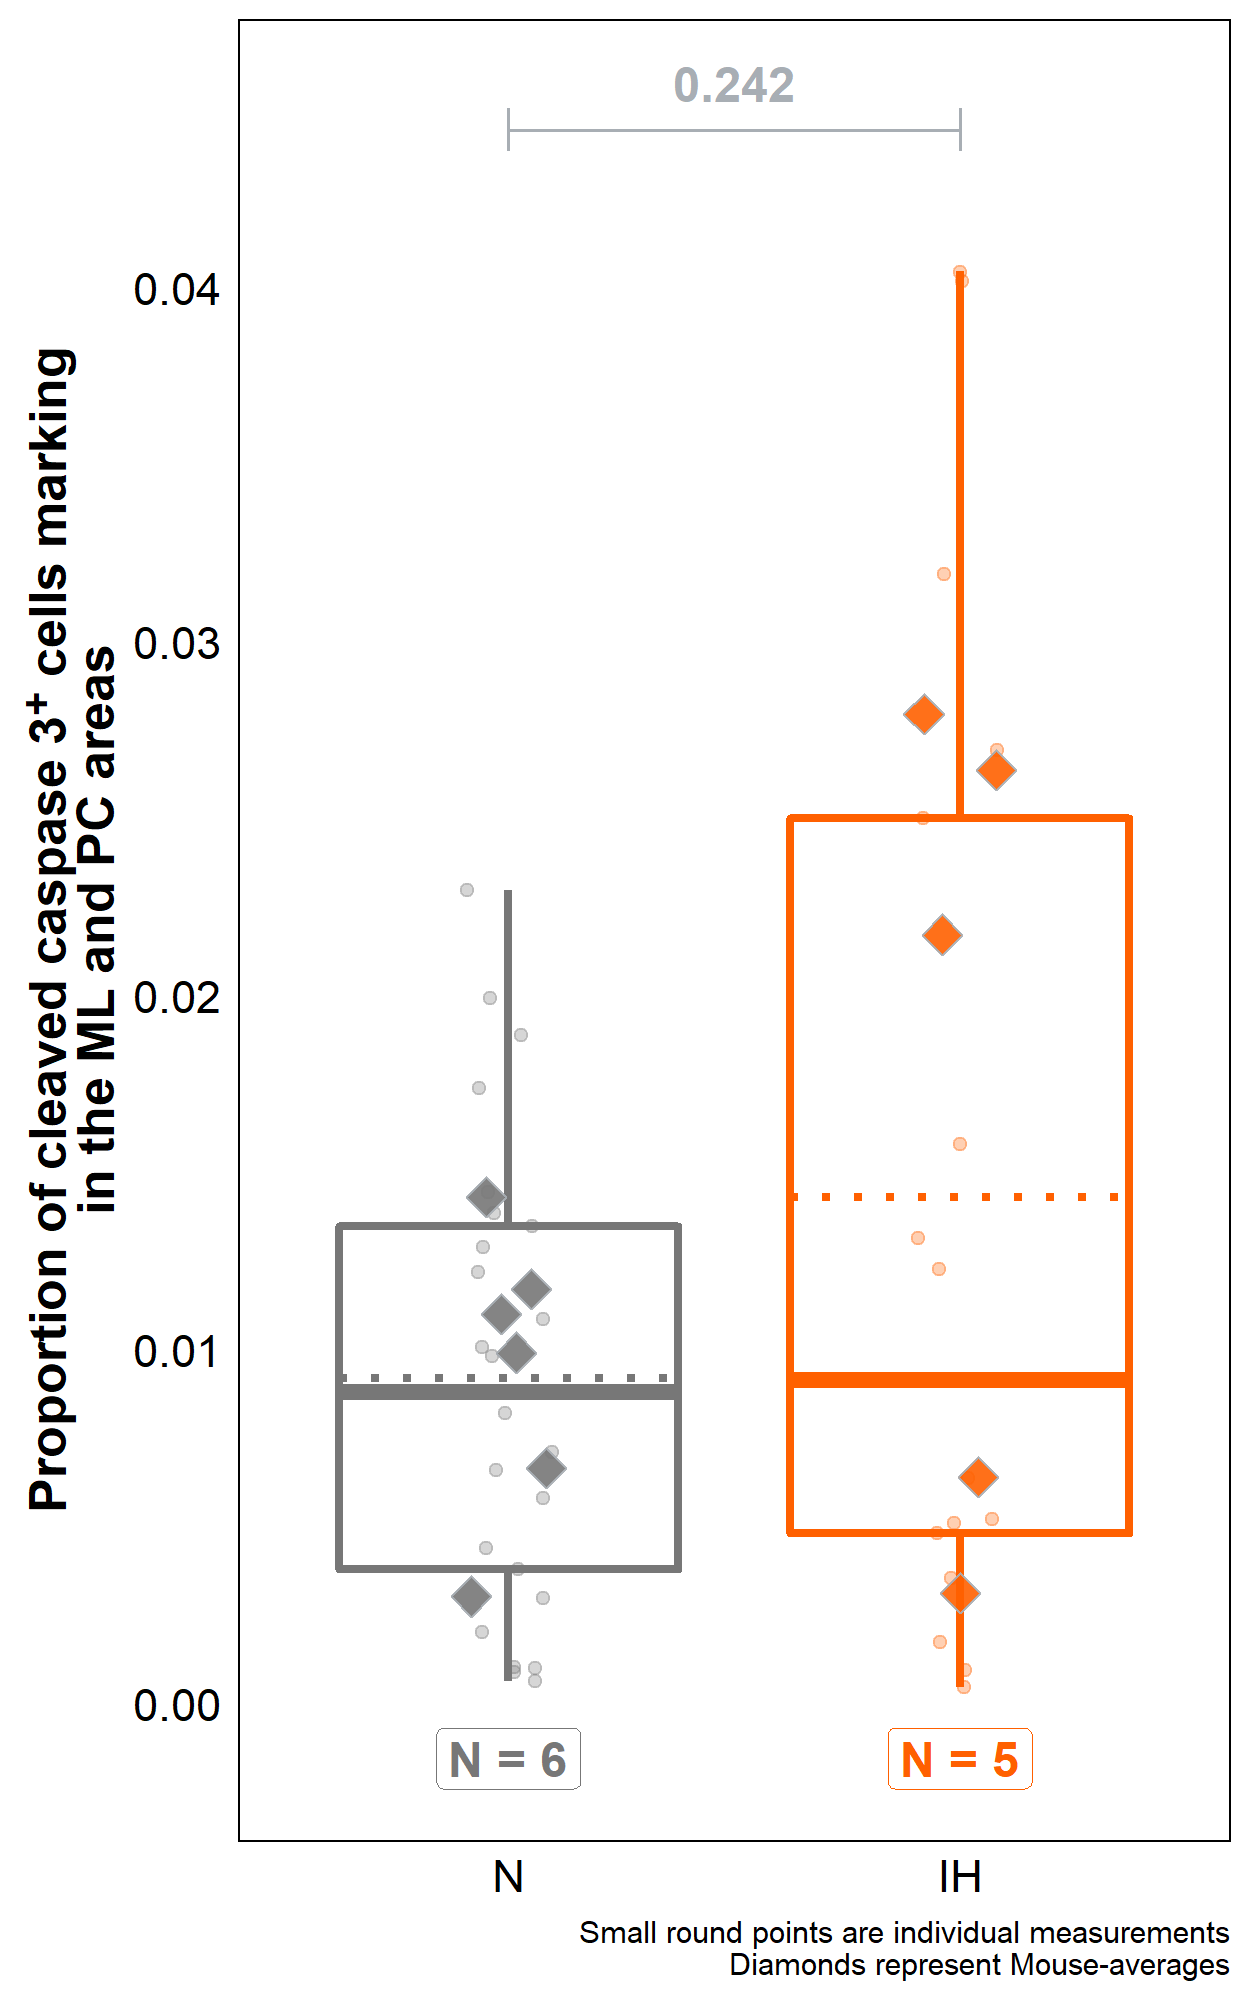 0.242
Proportion of cleaved caspase 3⁺ cells marking
in the ML and PC areas
0.04
0.03
0.02
0.01
0.00
N = 6
N = 5
N
IH
Small round points are individual measurements
Diamonds represent Mouse-averages